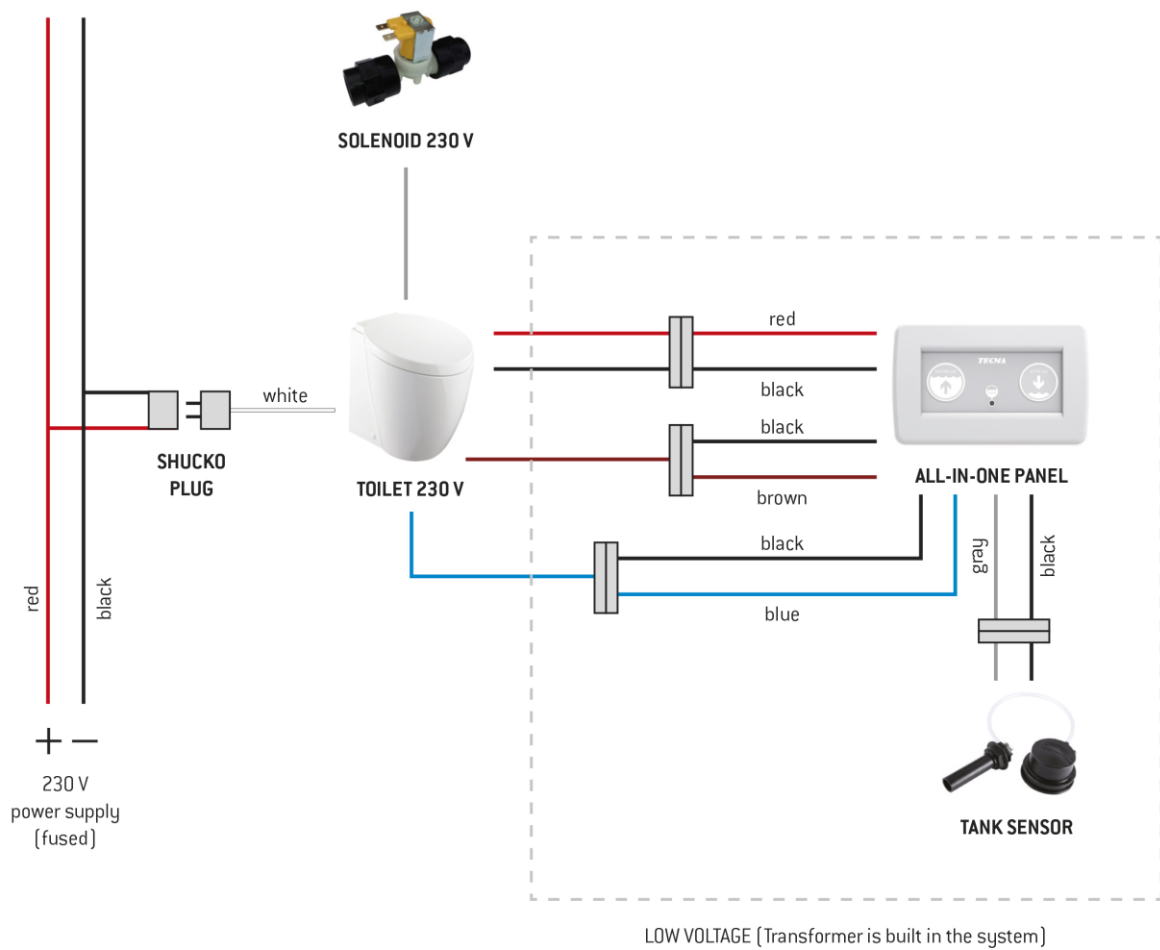 SOLENOID 230 V
red
TECMA
black
white
black
SHUCKO
PLUG
TOILET 230 V
brown
ALL-IN-ONE PANEL
black
gray
black
blue
red
black
+ −
230 V
power supply
(fused)
TANK SENSOR
LOW VOLTAGE (Transformer is built in the system)